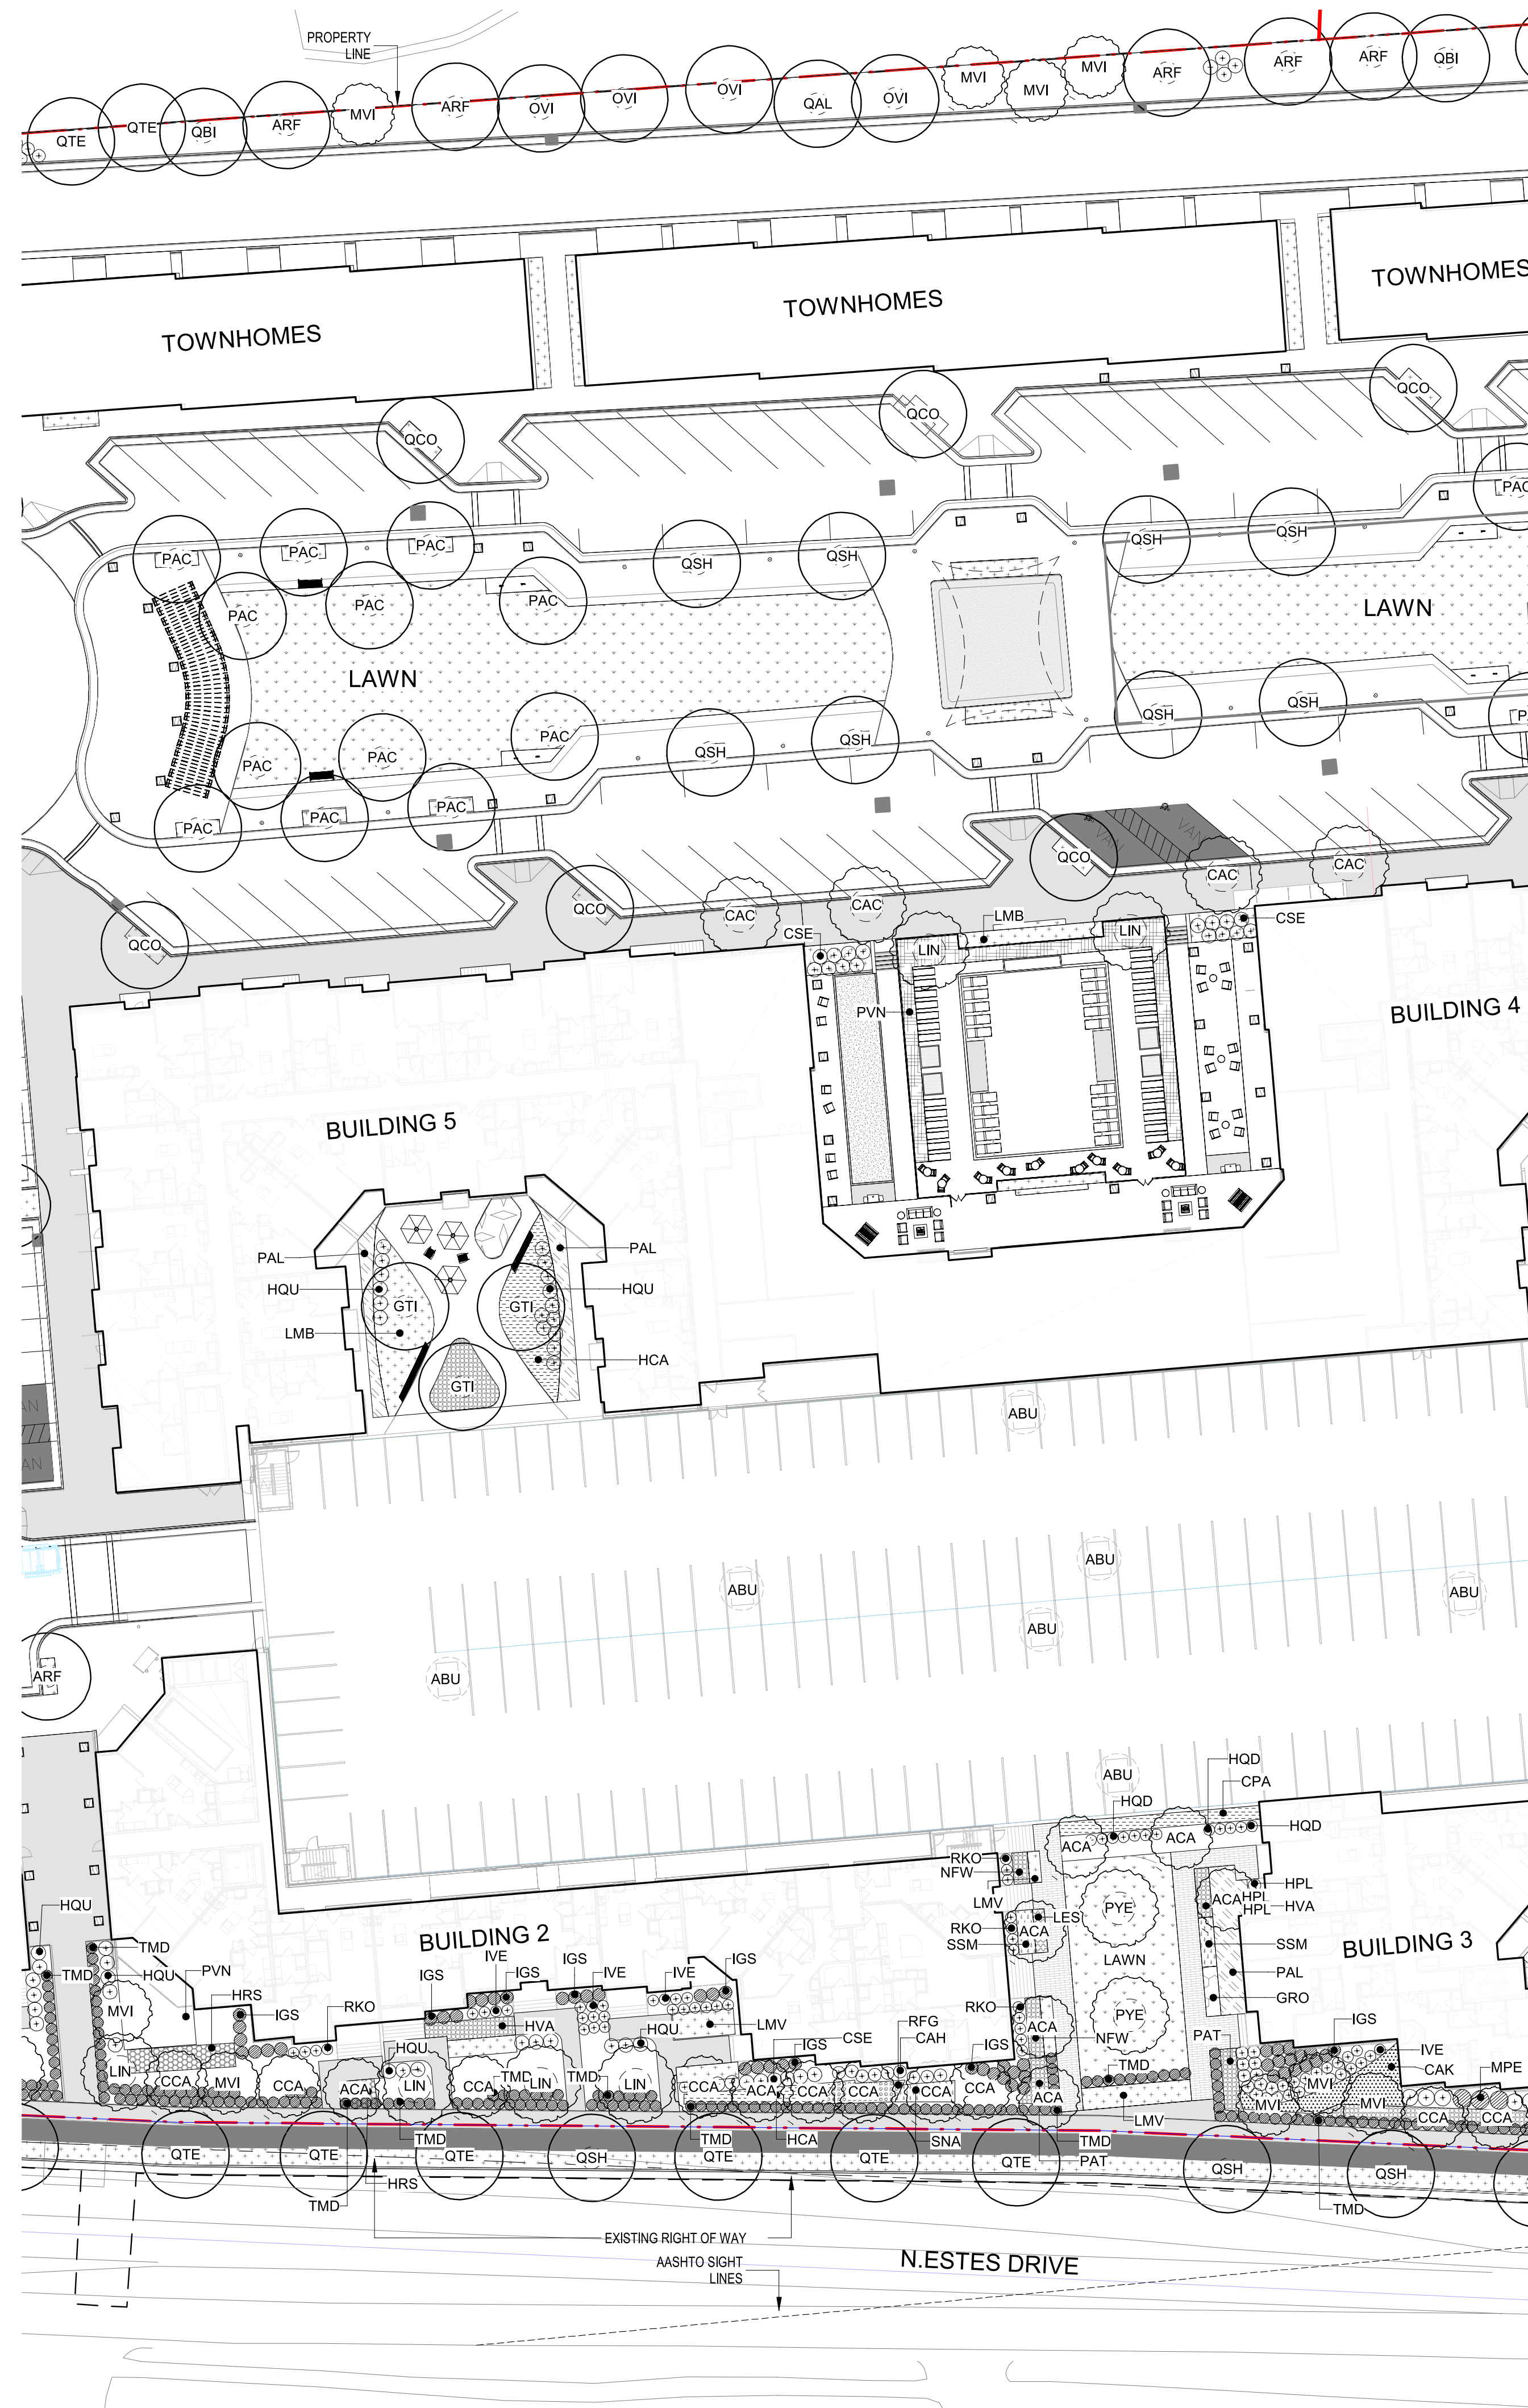 PROPERTY
LINE
QTE
QTE
QBI
ARF
MVI
ARF
OVI
OVI
OVI
QAL
OVI
MVI
MVI
MVI
ARF
ARF
ARF
QBI
TOWNHOMES
TOWNHOMES
TOWNHOMES
QCO
QCO
QCO
PAC
PAC
PAC
QSH
QSH
QSH
QSH
PAC
PAC
PAC
PAC
LAWN
LAWN
PAC
PAC
PAC
QSH
QSH
QSH
QSH
PAC
PAC
PAC
QCO
QCO
QCO
VAN
VAN
CAC
CAC
CAC
CAC
CSE
LIN
LMB
LIN
CSE
PVN
BUILDING 5
BUILDING 4
PAL
HQU
LMB
GTI
GTI
GTI
PAL
HQU
HCA
ABU
ABU
ABU
ABU
ABU
ABU
ABU
ARF
HQD
CPA
HQD
HQD
ACA
ACA
RKO
NFW
LMV
RKO
SSM
LES
ACA
PYE
LAWN
PYE
ACA
HPL
HPL
HPL
HVA
SSM
PAL
GRO
BUILDING 2
BUILDING 3
HQU
TMD
TMD
HQU
PVN
HRS
IGS
RKO
IGS
IVE
IGS
IGS
IVE
IVE
IGS
HVA
HQU
LMV
HQU
MVI
LIN
CCA
MVI
CCA
ACA
LIN
CCA
TMD
LIN
TMD
LIN
CCA
ACA
IGS
CSE
CCA
CCA
RFG
CAH
CCA
IGS
CCA
RKO
ACA
NFW
ACA
TMD
PAT
IGS
IVE
CAK
MPE
MVI
MVI
MVI
CCA
CCA
LMV
TMD
TMD
HCA
SNA
TMD
PAT
QTE
QTE
QTE
QSH
QTE
QTE
QTE
QSH
QSH
HRS
TMD
TMD
EXISTING RIGHT OF WAY
AASHTO SIGHT
LINES
N.ESTES DRIVE